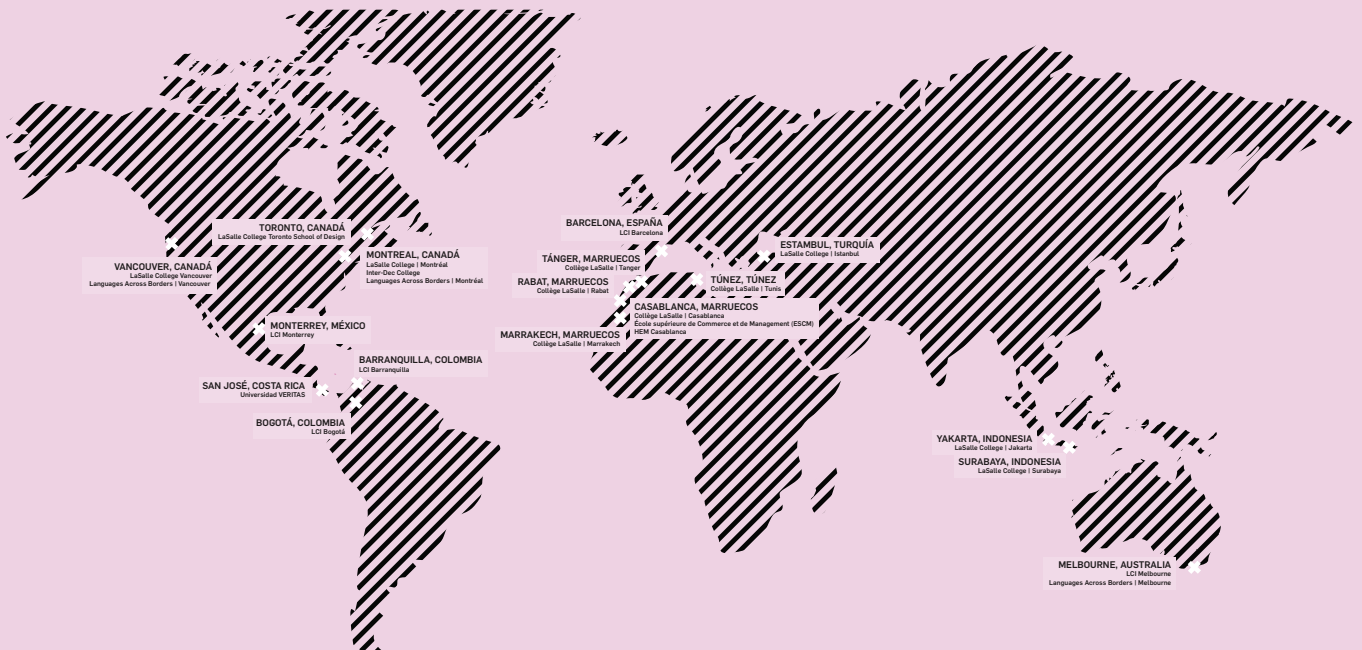 TORONTO, CANADÁ
LaSalle College Toronto School of Design
MONTREAL, CANADÁ
LaSalle College | Montréal
Inter-Dec College
Languages Across Borders | Montréal
VANCOUVER, CANADÁ
LaSalle College Vancouver
Languages Across Borders | Vancouver
MONTERREY, MÉXICO
LCI Monterrey
BARRANQUILLA, COLOMBIA
LCI Barranquilla
SAN JOSÉ, COSTA RICA
Universidad VERITAS
BOGOTÁ, COLOMBIA
LCI Bogotá
BARCELONA, ESPAÑA
LCI Barcelona
ESTAMBUL, TURQUÍA
LaSalle College | Istanbul
TÁNGER, MARRUECOS
Collège LaSalle | Tanger
RABAT, MARRUECOS
Collège LaSalle | Rabat
TÚNEZ, TÚNEZ
Collège LaSalle | Tunis
CASABLANCA, MARRUECOS
Collège LaSalle | Casablanca
École supérieure de Commerce et de Management (ESCM)
HEM Casablanca
MARRAKECH, MARRUECOS
Collège LaSalle | Marrakech
YAKARTA, INDONESIA
LaSalle College | Jakarta
SURABAYA, INDONESIA
LaSalle College | Surabaya
MELBOURNE, AUSTRALIA
LCI Melbourne
Languages Across Borders | Melbourne